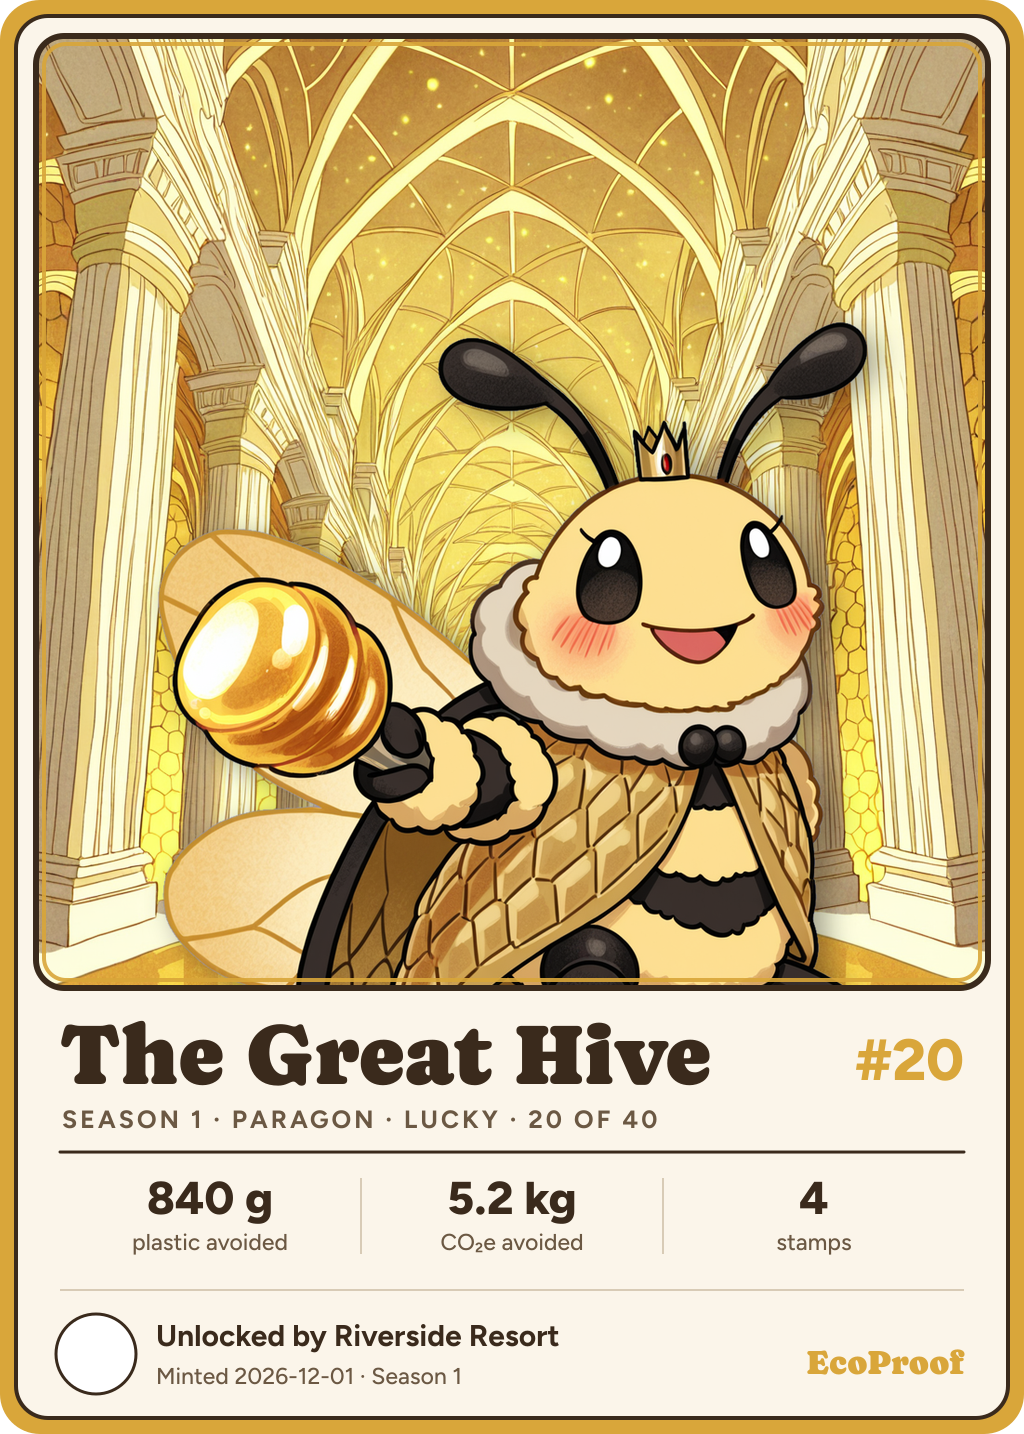 The Great Hive
#20
SEASON 1 · PARAGON · LUCKY · 20 OF 40
840 g
plastic avoided
5.2 kg
CO₂e avoided
4
stamps
Unlocked by Riverside Resort
Minted 2026-12-01 · Season 1
EcoProof